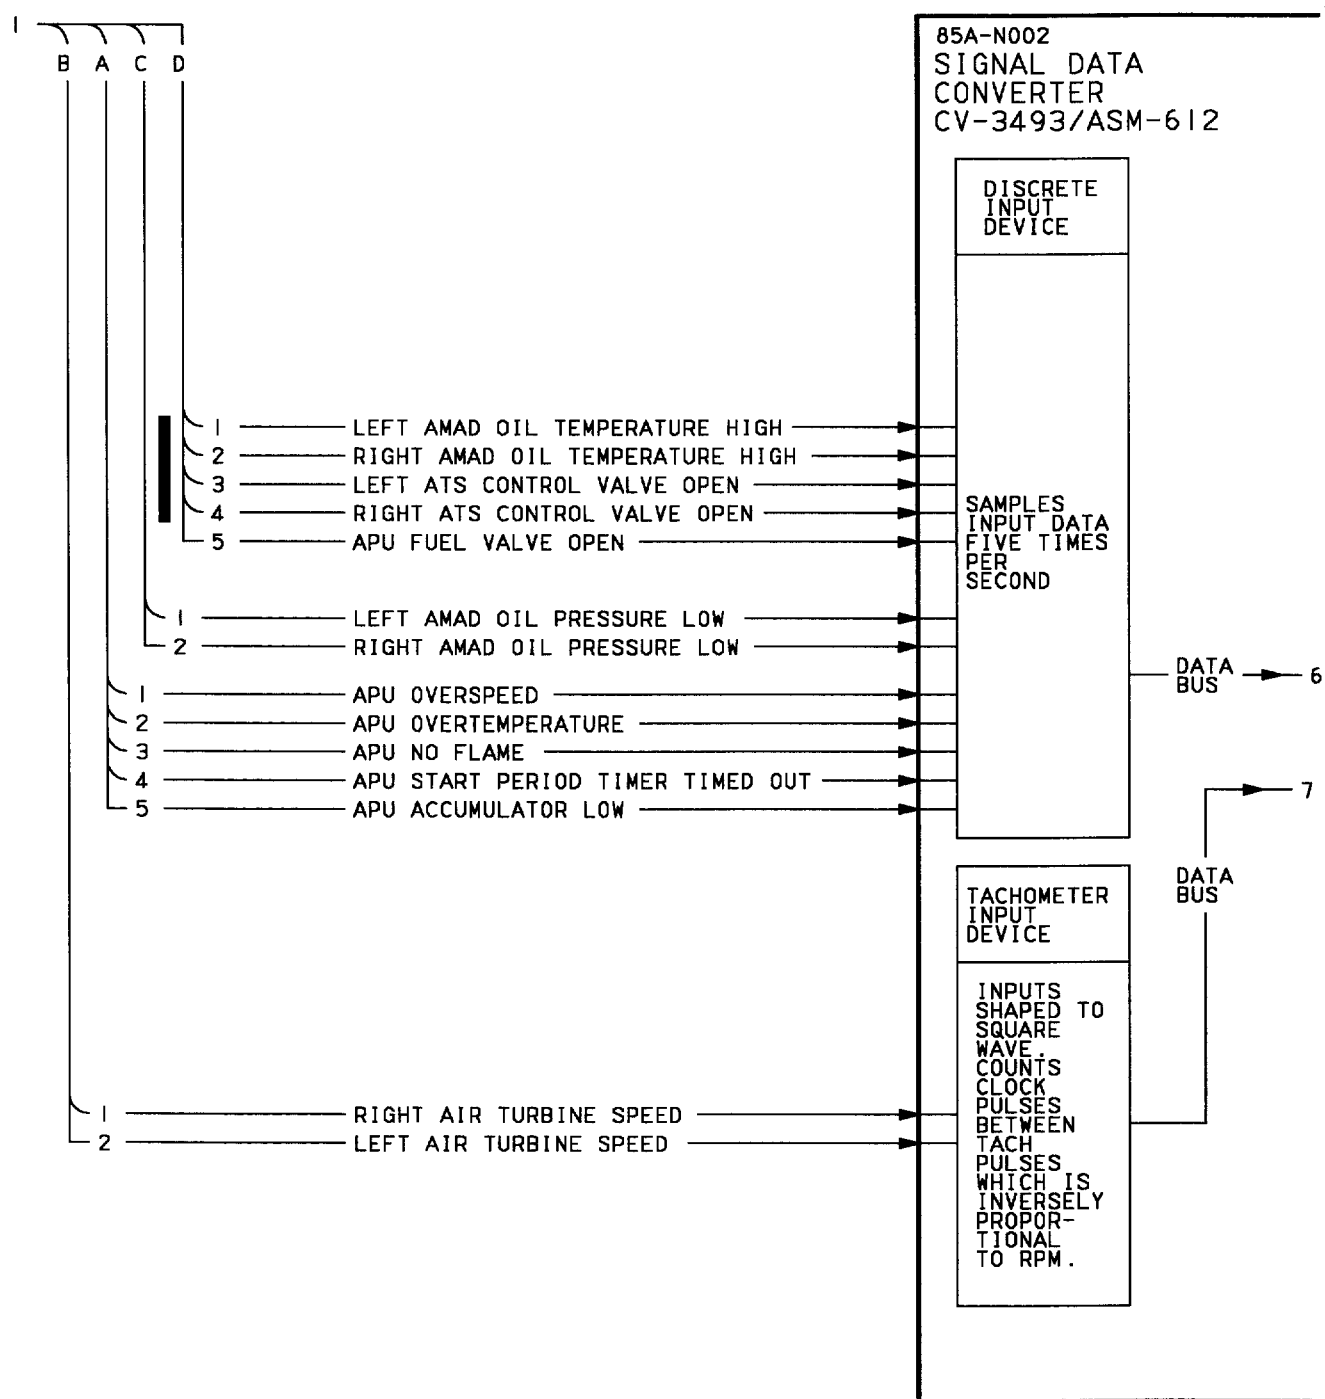 1
B A C D
85A-N002
SIGNAL DATA
CONVERTER
CV-3493/ASM-612
DISCRETE
INPUT
DEVICE
1 LEFT AMAD OIL TEMPERATURE HIGH
2 RIGHT AMAD OIL TEMPERATURE HIGH
3 LEFT ATS CONTROL VALVE OPEN
4 RIGHT ATS CONTROL VALVE OPEN
5 APU FUEL VALVE OPEN
SAMPLES
INPUT DATA
FIVE TIMES
PER
SECOND
1 LEFT AMAD OIL PRESSURE LOW
2 RIGHT AMAD OIL PRESSURE LOW
1 APU OVERSPEED
2 APU OVERTEMPERATURE
3 APU NO FLAME
4 APU START PERIOD TIMER TIMED OUT
5 APU ACCUMULATOR LOW
DATA
BUS
6
7
DATA
BUS
TACHOMETER
INPUT
DEVICE
INPUTS
SHAPED TO
SQUARE
WAVE.
COUNTS
CLOCK
PULSES
BETWEEN
TACH
PULSES
WHICH IS
INVERSELY
PROPOR-
TIONAL
TO RPM.
1 RIGHT AIR TURBINE SPEED
2 LEFT AIR TURBINE SPEED